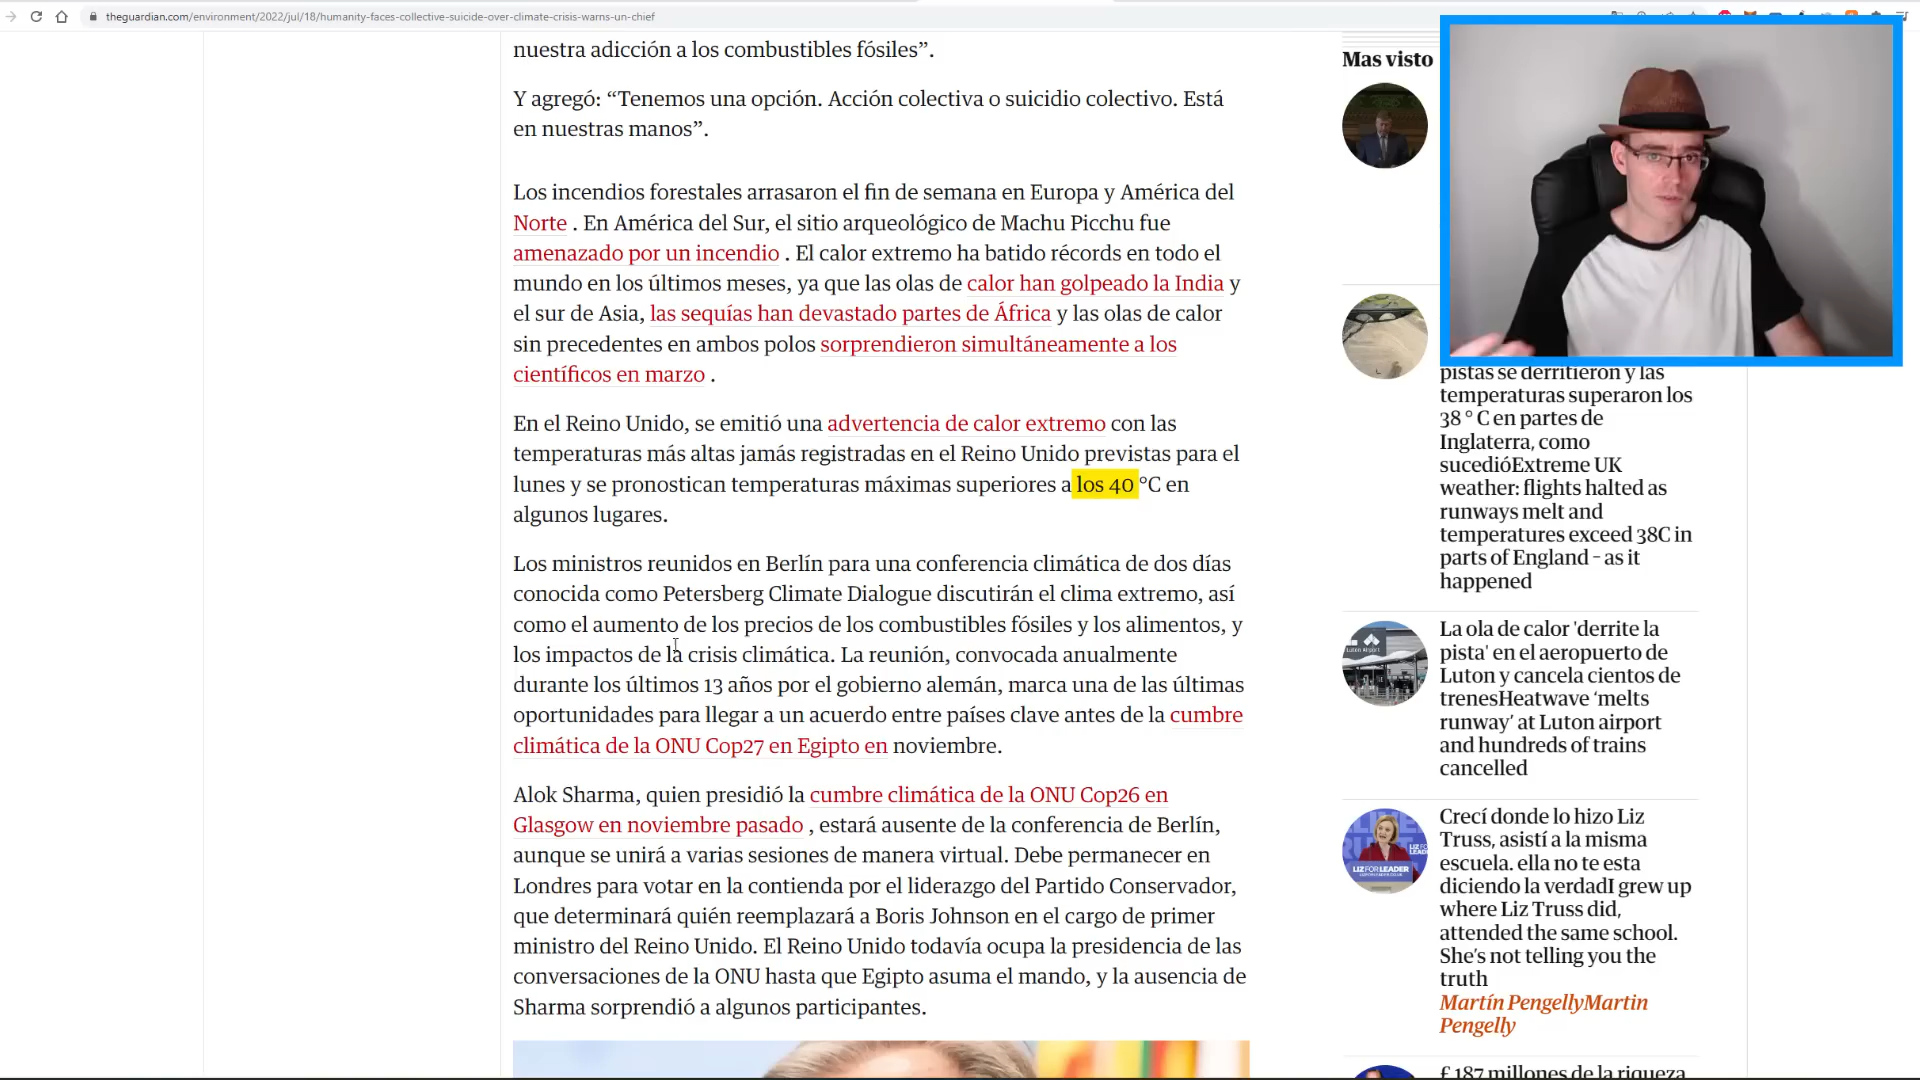 theguardian.com/environment/2022/jul/18/humanity-faces-collective-suicide-over-climate-crisis-warns-un-chief
nuestra adicción a los combustibles fósiles”.
Y agregó: “Tenemos una opción. Acción colectiva o suicidio colectivo. Está
en nuestras manos”.
Los incendios forestales arrasaron el fin de semana en Europa y América del
Norte . En América del Sur, el sitio arqueológico de Machu Picchu fue
amenazado por un incendio . El calor extremo ha batido récords en todo el
mundo en los últimos meses, ya que las olas de calor han golpeado la India y
el sur de Asia, las sequías han devastado partes de África y las olas de calor
sin precedentes en ambos polos sorprendieron simultáneamente a los
científicos en marzo .
En el Reino Unido, se emitió una advertencia de calor extremo con las
temperaturas más altas jamás registradas en el Reino Unido previstas para el
lunes y se pronostican temperaturas máximas superiores a los 40 °C en
algunos lugares.
Los ministros reunidos en Berlín para una conferencia climática de dos días
conocida como Petersberg Climate Dialogue discutirán el clima extremo, así
como el aumento de los precios de los combustibles fósiles y los alimentos, y
los impactos de la crisis climática. La reunión, convocada anualmente
durante los últimos 13 años por el gobierno alemán, marca una de las últimas
oportunidades para llegar a un acuerdo entre países clave antes de la cumbre
climática de la ONU Cop27 en Egipto en noviembre.
Alok Sharma, quien presidió la cumbre climática de la ONU Cop26 en
Glasgow en noviembre pasado , estará ausente de la conferencia de Berlín,
aunque se unirá a varias sesiones de manera virtual. Debe permanecer en
Londres para votar en la contienda por el liderazgo del Partido Conservador,
que determinará quién reemplazará a Boris Johnson en el cargo de primer
ministro del Reino Unido. El Reino Unido todavía ocupa la presidencia de las
conversaciones de la ONU hasta que Egipto asuma el mando, y la ausencia de
Sharma sorprendió a algunos participantes.
Mas visto
pistas se derritieron y las
temperaturas superaron los
38 ° C en partes de
Inglaterra, como
sucedióExtreme UK
weather: flights halted as
runways melt and
temperatures exceed 38C in
parts of England – as it
happened
La ola de calor 'derrite la
pista' en el aeropuerto de
Luton y cancela cientos de
trenesHeatwave ‘melts
runway’ at Luton airport
and hundreds of trains
cancelled
Luton Airport
Crecí donde lo hizo Liz
Truss, asistí a la misma
escuela. ella no te esta
diciendo la verdadI grew up
where Liz Truss did,
attended the same school.
She’s not telling you the
truth
Martín PengellyMartin
Pengelly
LIZ FOR LEADER
£ 187 millones de la riqueza